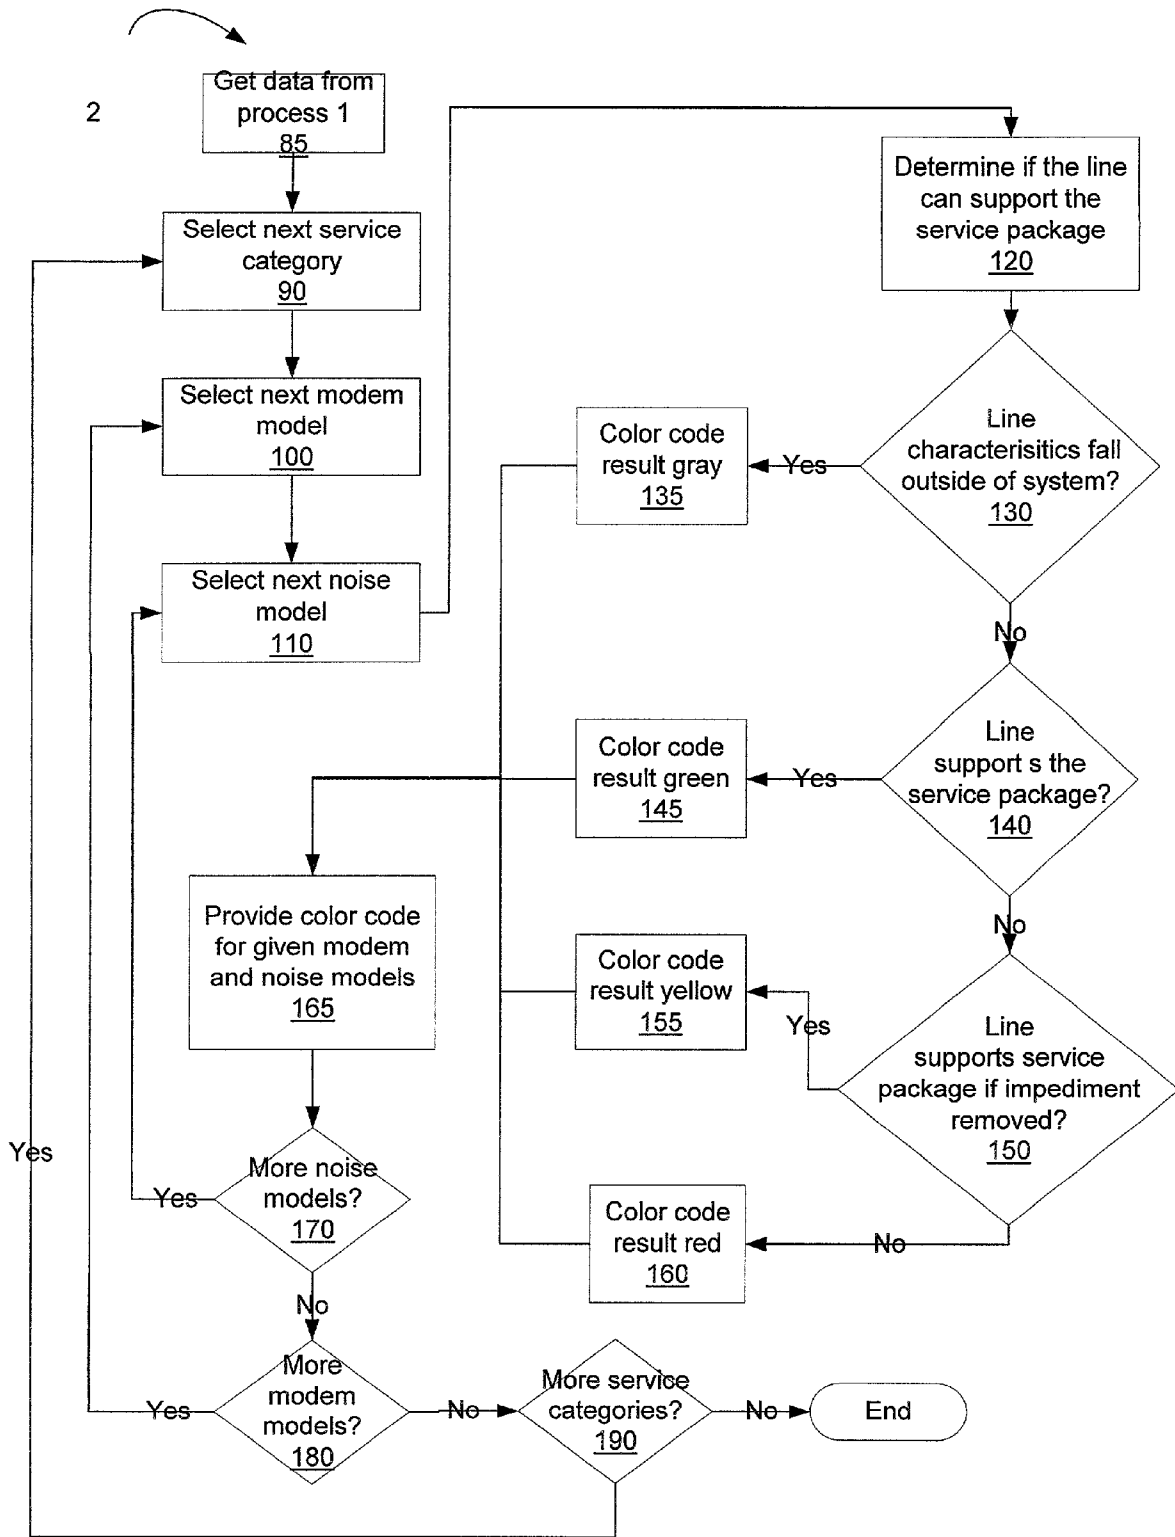 2
Get data from
process 1
85
Select next service
category
90
Select next modem
model
100
Select next noise
model
110
Determine if the line
can support the
service package
120
Line
characterisitics fall
outside of system?
130
Yes
Color code
result gray
135
No
Line
support s the
service package?
140
Yes
Color code
result green
145
No
Line
supports service
package if impediment
removed?
150
Yes
Color code
result yellow
155
No
Color code
result red
160
Provide color code
for given modem
and noise models
165
More noise
models?
170
Yes
No
More
modem
models?
180
Yes
No
More service
categories?
190
Yes
No
End